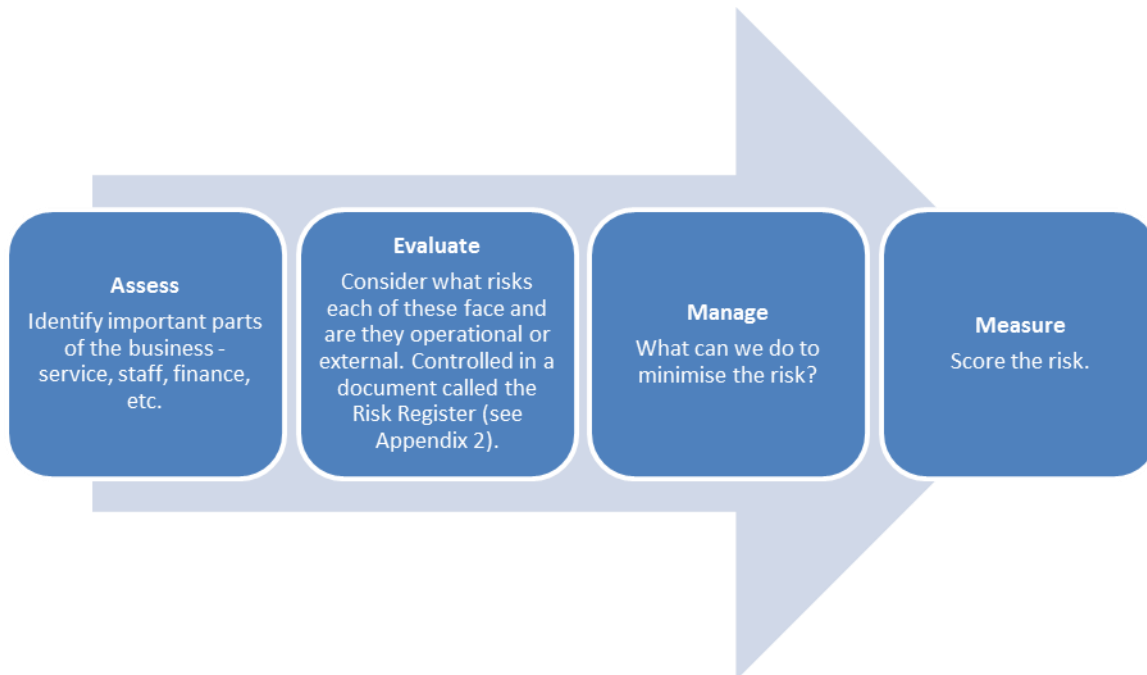 Assess
Identify important parts
of the business -
service, staff, finance,
etc.
Evaluate
Consider what risks
each of these face and
are they operational or
external. Controlled in a
document called the
Risk Register (see
Appendix 2).
Manage
What can we do to
minimise the risk?
Measure
Score the risk.